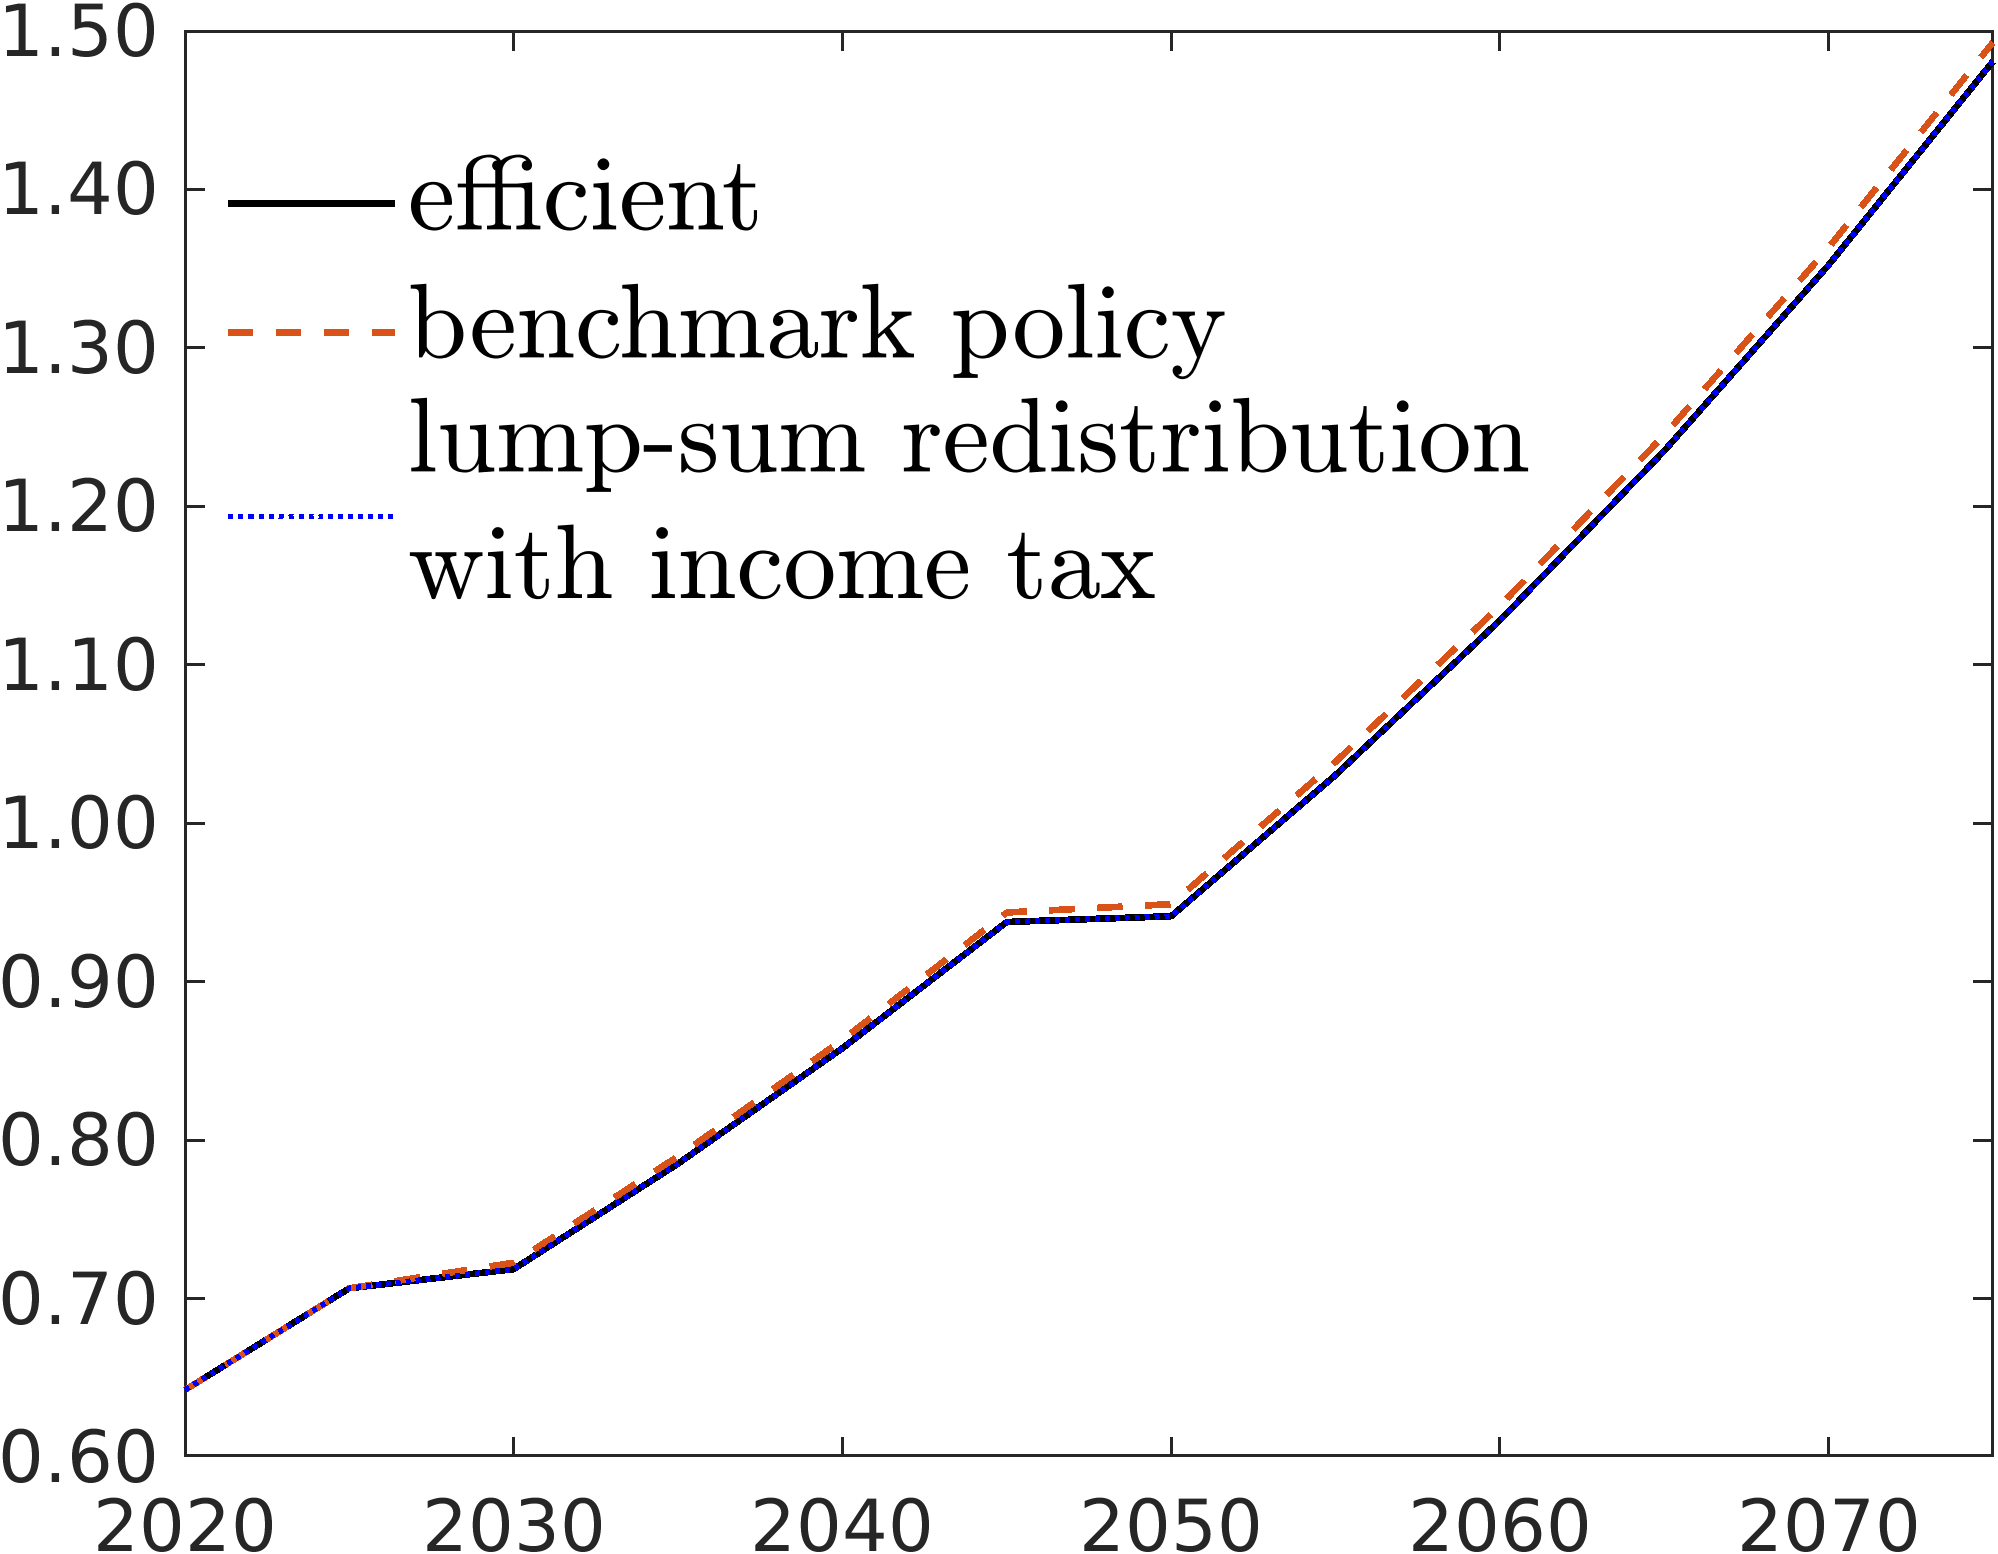 1.50
1.40
1.30
1.20
1.10
1.00
0.90
0.80
0.70
0.60
efficient
benchmark policy
lump-sum redistribution
with income tax
2020 2030 2040 2050 2060 2070